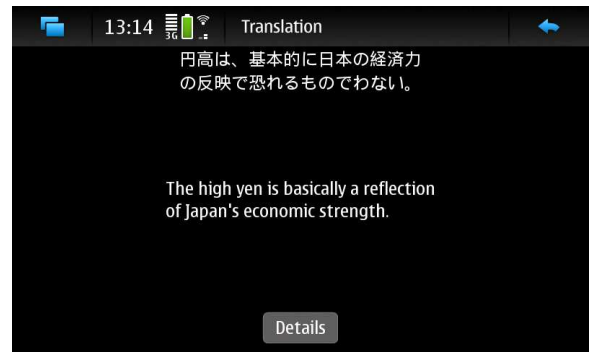 13:14 3G Translation
円高は、基本的に日本の経済力
の反映で恐れるものでわない。
The high yen is basically a reflection
of Japan's economic strength.
Details